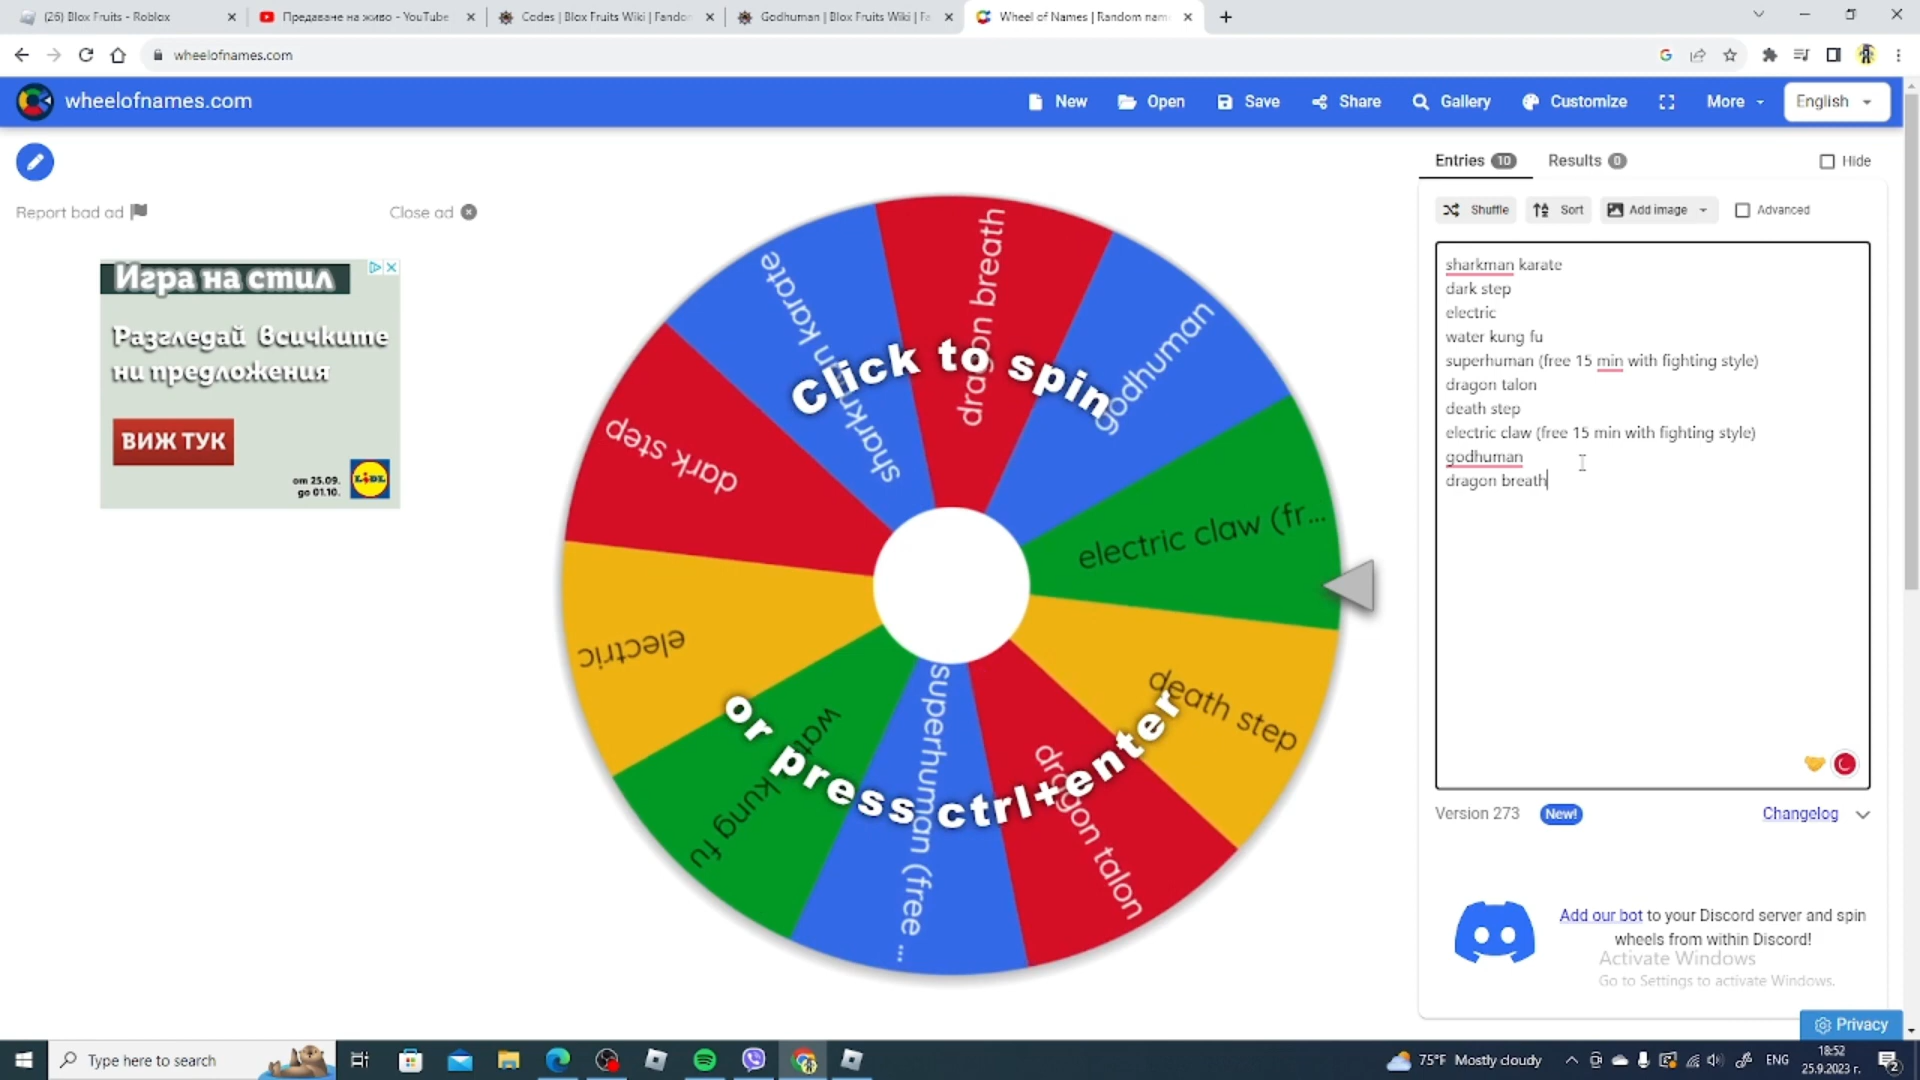 (26) Blox Fruits - Roblox
Предаване на живо - YouTube
Codes | Blox Fruits Wiki | Fandom
Godhuman | Blox Fruits Wiki | Fa
Wheel of Names | Random nam
wheelofnames.com
wheelofnames.com
New
Open
Save
Share
Gallery
Customize
More
English
Report bad ad
Close ad
Игра на стил
Разгледай всичките
ни предложения
ВИЖ ТУК
от 25.09.
до 01.10.
LIDL
Click to spin
or press ctrl+enter
dragon breath
godhuman
electric claw (fr...
death step
dragon talon
superhuman (free ...
water kung fu
electric
dark step
sharkman karate
Entries 10
Results 0
Hide
Shuffle
Sort
Add image
Advanced
sharkman karate
dark step
electric
water kung fu
superhuman (free 15 min with fighting style)
dragon talon
death step
electric claw (free 15 min with fighting style)
godhuman
dragon breath
Version 273
New!
Changelog
Add our bot to your Discord server and spin
wheels from within Discord!
Activate Windows
Go to Settings to activate Windows.
Privacy
Type here to search
75°F Mostly cloudy
ENG
18:52
25.9.2023 г.
2